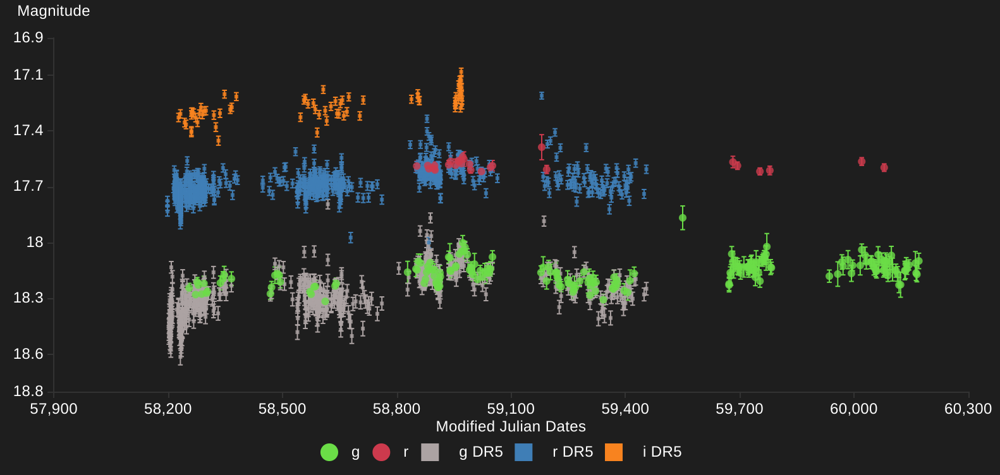 Magnitude
16.9
17.1
17.4
17.7
18
18.3
18.6
18.8
57,900 58,200 58,500 58,800 59,100 59,400 59,700 60,000 60,300
Modified Julian Dates
g r g DR5 r DR5 i DR5